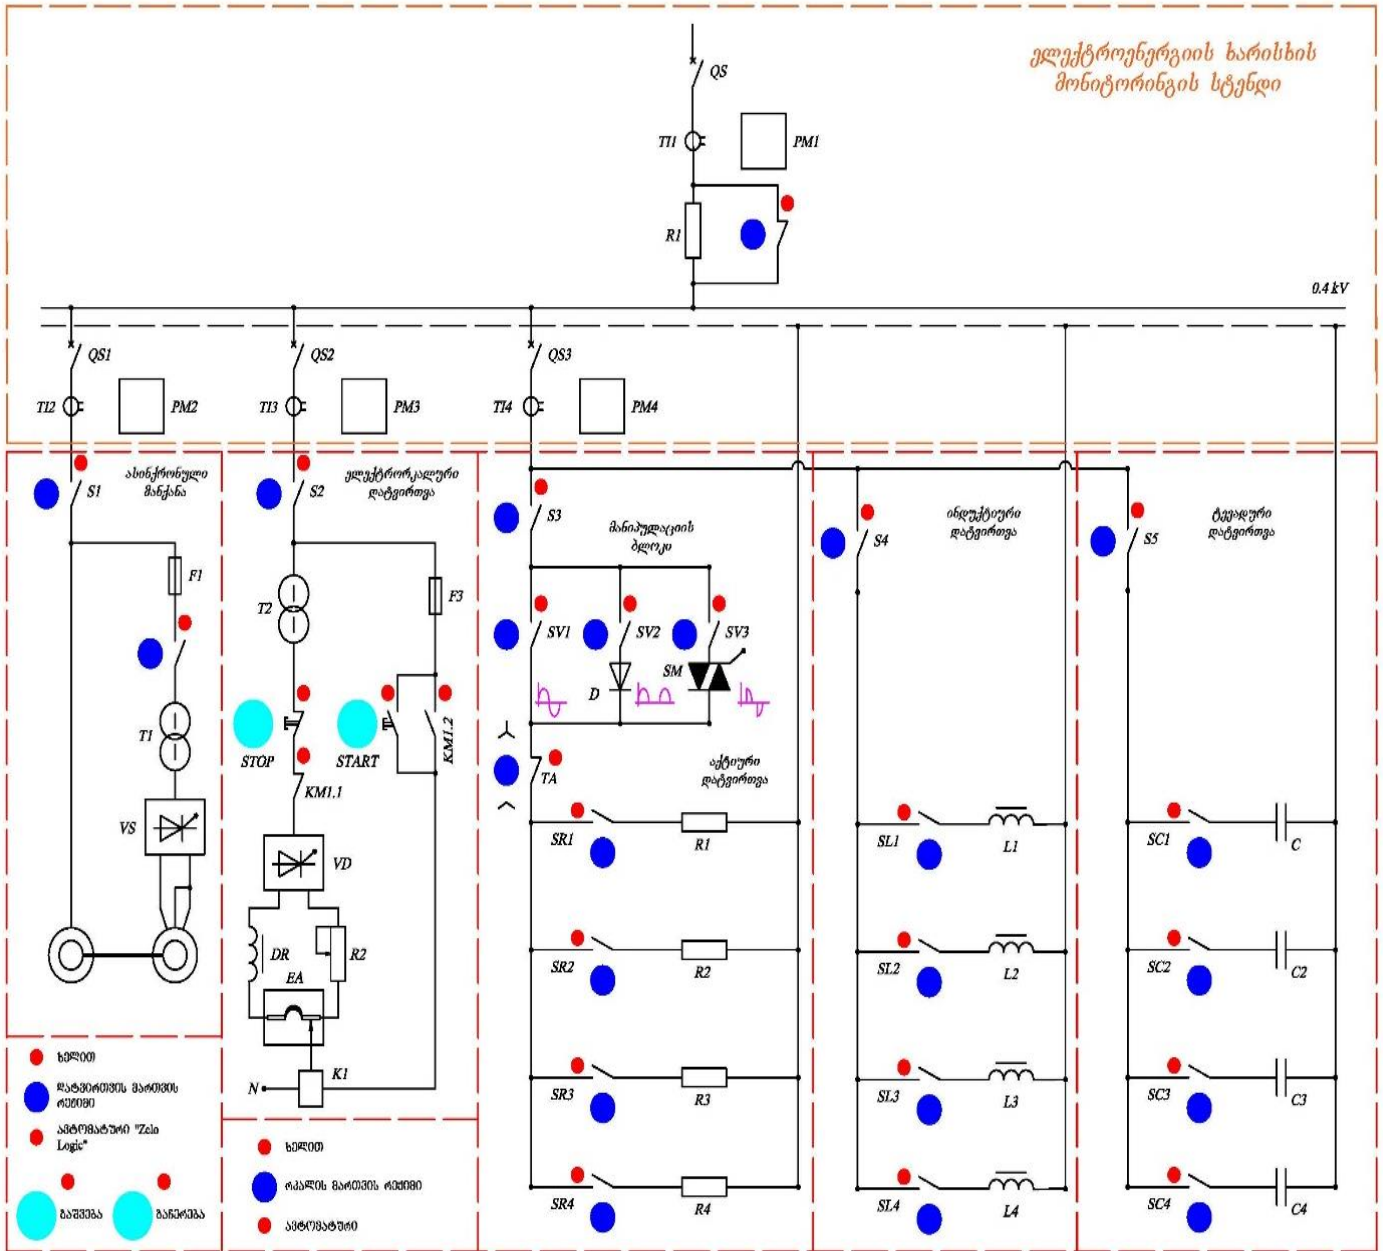 ელექტროენერგიის ხარისხის
მონიტორინგის სტენდი
QS
TI1
PM1
R1
0.4 kV
QS1
QS2
QS3
TI2
PM2
TI3
PM3
TI4
PM4
S1
ასინქრონული
მანქანა
S2
ელექტრორკალური
დატვირთვა
S3
მანიპულაციის
ბლოკი
S4
ინდუქტიური
დატვირთვა
S5
ტევადური
დატვირთვა
F1
T2
F3
SV1
SV2
SV3
SM
D
T1
STOP
START
KM1.2
KM1.1
TA
აქტიური
დატვირთვა
VS
VD
SR1
R1
SL1
L1
SC1
C
DR
R2
EA
SR2
R2
SL2
L2
SC2
C2
K1
N
SR3
R3
SL3
L3
SC3
C3
SR4
R4
SL4
L4
SC4
C4
ხელით
დატვირთვის მართვის
რეჟიმი
ავტომატური "Zelo
Logic"
გაშვება
გაჩერება
ხელით
რკალის მართვის რეჟიმი
ავტომატური